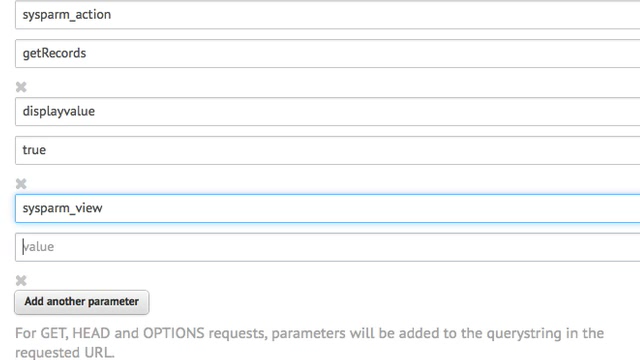 sysparm_action
getRecords
displayvalue
true
sysparm_view
value
Add another parameter
For GET, HEAD and OPTIONS requests, parameters will be added to the querystring in the
requested URL.